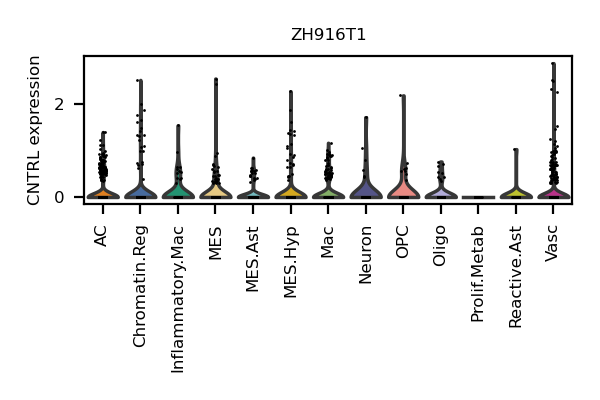 ZH916T1
CNTRL expression
2
0
AC
Chromatin.Reg
Inflammatory.Mac
MES
MES.Ast
MES.Hyp
Mac
Neuron
OPC
Oligo
Prolif.Metab
Reactive.Ast
Vasc